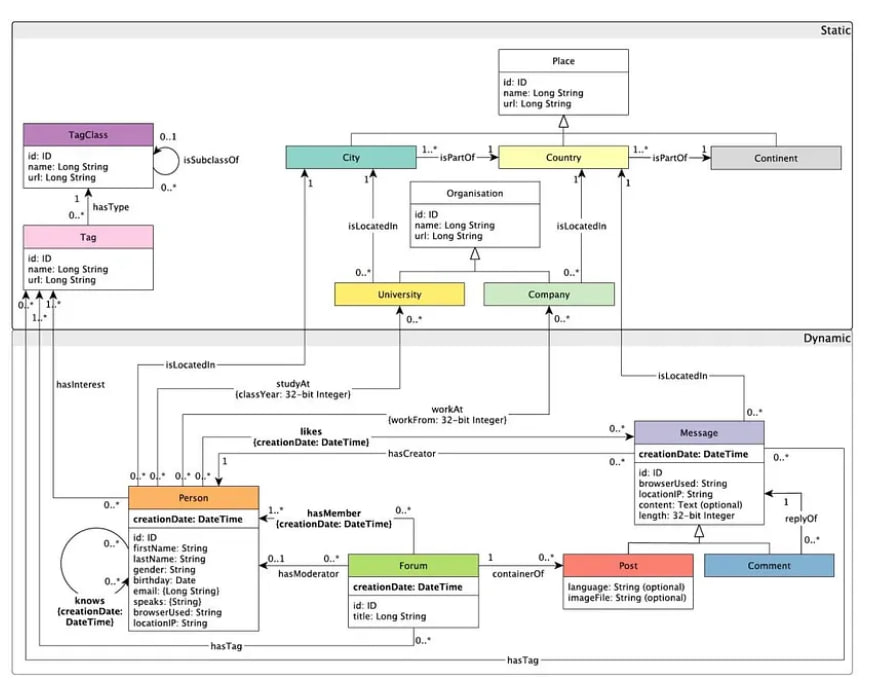 Static
Place
id: ID
name: Long String
url: Long String
TagClass
id: ID
name: Long String
url: Long String
0..1
isSubclassOf
0..*
City
1..*
isPartOf
1
Country
1..*
isPartOf
1
Continent
1
hasType
0..*
Tag
id: ID
name: Long String
url: Long String
1
1
Organisation
id: ID
name: Long String
url: Long String
1
1
isLocatedIn
isLocatedIn
0..*
0..*
University
Company
0..*
1..*
1..*
0..*
0..*
Dynamic
isLocatedIn
hasInterest
studyAt
{classYear: 32-bit Integer}
isLocatedIn
workAt
{workFrom: 32-bit Integer}
0..*
likes
{creationDate: DateTime}
0..*
hasCreator
1
0..*
0..*
0..*
0..*
0..*
0..*
Message
creationDate: DateTime
id: ID
browserUsed: String
locationIP: String
content: Text (optional)
length: 32-bit Integer
0..*
1
replyOf
0..*
0..*
Person
creationDate: DateTime
id: ID
firstName: String
lastName: String
gender: String
birthday: Date
email: {Long String}
speaks: {String}
browserUsed: String
locationIP: String
0..*
0..*
knows
{creationDate:
DateTime}
1..*
hasMember
{creationDate: DateTime}
0..*
0..1
hasModerator
0..*
Forum
creationDate: DateTime
id: ID
title: Long String
1
containerOf
0..*
Post
language: String (optional)
imageFile: String (optional)
Comment
0..*
hasTag
hasTag